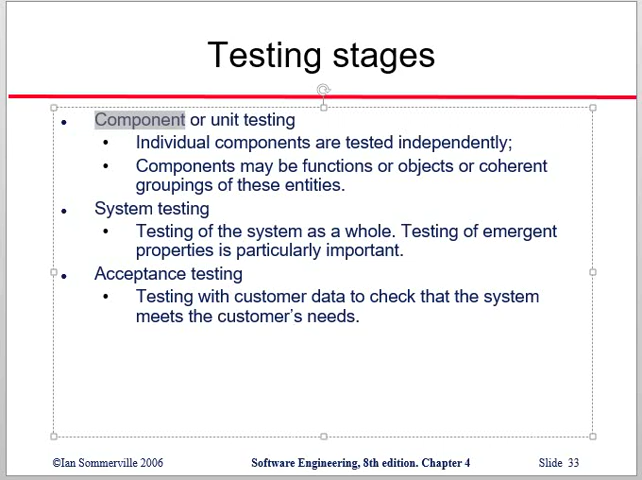 Testing stages
• Component or unit testing
• Individual components are tested independently;
• Components may be functions or objects or coherent
groupings of these entities.
• System testing
• Testing of the system as a whole. Testing of emergent
properties is particularly important.
• Acceptance testing
• Testing with customer data to check that the system
meets the customer’s needs.
©Ian Sommerville 2006 Software Engineering, 8th edition. Chapter 4 Slide 33